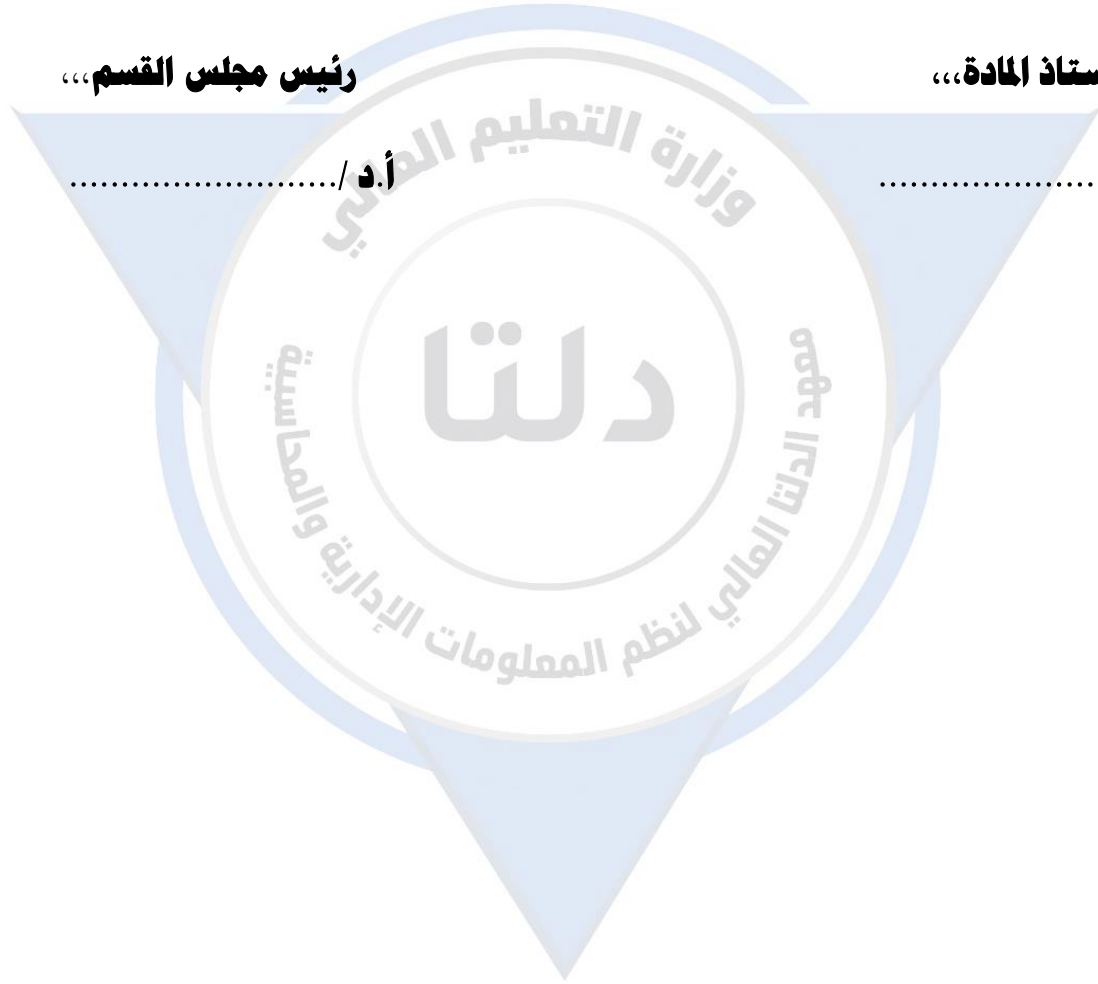 ستاذ المادة،،،
رئيس مجلس القسم،،،
.....................
أ.د /..........................
وزارة التعليم العالي
دلتا
معهد الدلتا العالي لنظم المعلومات الإدارية والمحاسبية